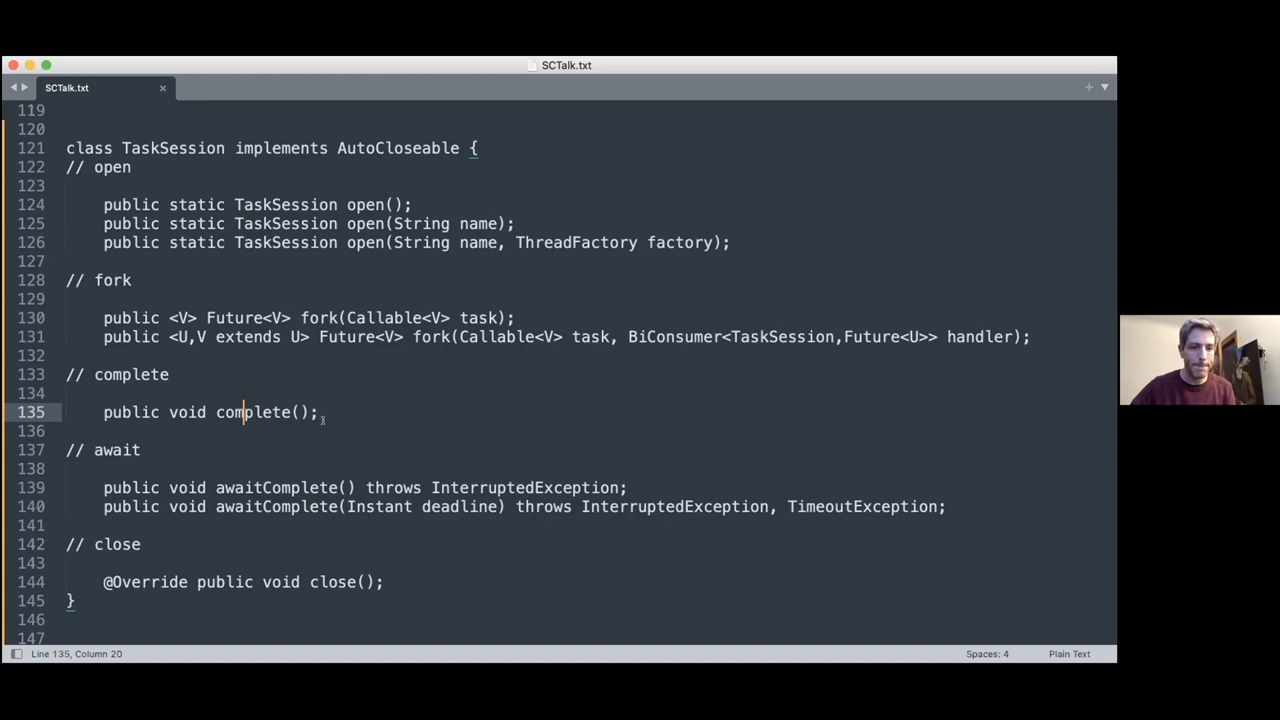 SCTalk.txt
SCTalk.txt
119
120
121 class TaskSession implements AutoCloseable {
122 // open
123
124 public static TaskSession open();
125 public static TaskSession open(String name);
126 public static TaskSession open(String name, ThreadFactory factory);
127
128 // fork
129
130 public <V> Future<V> fork(Callable<V> task);
131 public <U,V extends U> Future<V> fork(Callable<V> task, BiConsumer<TaskSession,Future<U>> handler);
132
133 // complete
134
135 public void complete();
136
137 // await
138
139 public void awaitComplete() throws InterruptedException;
140 public void awaitComplete(Instant deadline) throws InterruptedException, TimeoutException;
141
142 // close
143
144 @Override public void close();
145 }
146
147
Line 135, Column 20 Spaces: 4 Plain Text